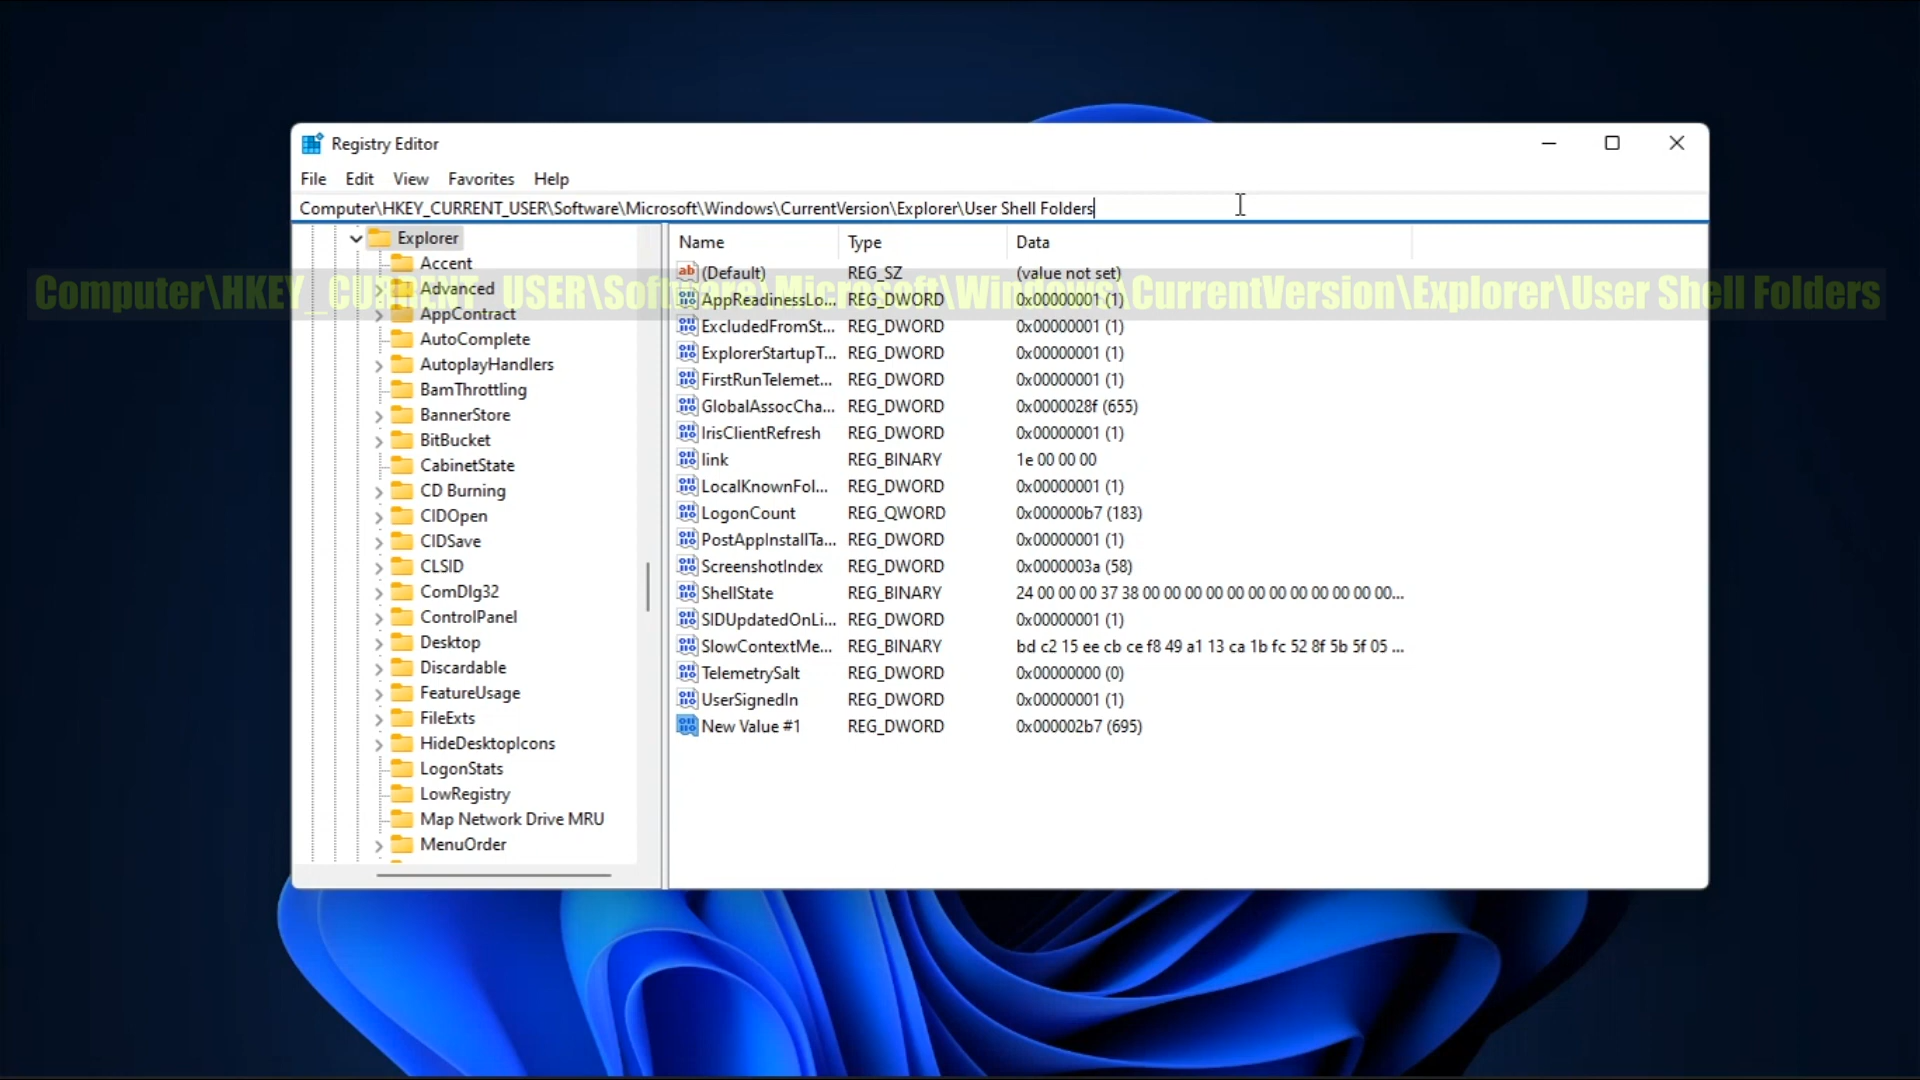 Registry Editor
File Edit View Favorites Help
Computer\HKEY_CURRENT_USER\Software\Microsoft\Windows\CurrentVersion\Explorer\User Shell Folders
Explorer
Accent
Advanced
AppContract
AutoComplete
AutoplayHandlers
BamThrottling
BannerStore
BitBucket
CabinetState
CD Burning
CIDOpen
CIDSave
CLSID
ComDlg32
ControlPanel
Desktop
Discardable
FeatureUsage
FileExts
HideDesktopIcons
LogonStats
LowRegistry
Map Network Drive MRU
MenuOrder
Name Type Data
(Default) REG_SZ (value not set)
AppReadinessLo... REG_DWORD 0x00000001 (1)
ExcludedFromSt... REG_DWORD 0x00000001 (1)
ExplorerStartupT... REG_DWORD 0x00000001 (1)
FirstRunTelemet... REG_DWORD 0x00000001 (1)
GlobalAssocCha... REG_DWORD 0x0000028f (655)
IrisClientRefresh REG_DWORD 0x00000001 (1)
link REG_BINARY 1e 00 00 00
LocalKnownFol... REG_DWORD 0x00000001 (1)
LogonCount REG_QWORD 0x000000b7 (183)
PostAppInstallTa... REG_DWORD 0x00000001 (1)
ScreenshotIndex REG_DWORD 0x0000003a (58)
ShellState REG_BINARY 24 00 00 00 37 38 00 00 00 00 00 00 00 00 00 00 00 00...
SIDUpdatedOnLi... REG_DWORD 0x00000001 (1)
SlowContextMe... REG_BINARY bd c2 15 ee cb ce f8 49 a1 13 ca 1b fc 52 8f 5b 5f 05 ...
TelemetrySalt REG_DWORD 0x00000000 (0)
UserSignedIn REG_DWORD 0x00000001 (1)
New Value #1 REG_DWORD 0x000002b7 (695)
Computer\HKEY_CURRENT_USER\Software\Microsoft\Windows\CurrentVersion\Explorer\User Shell Folders